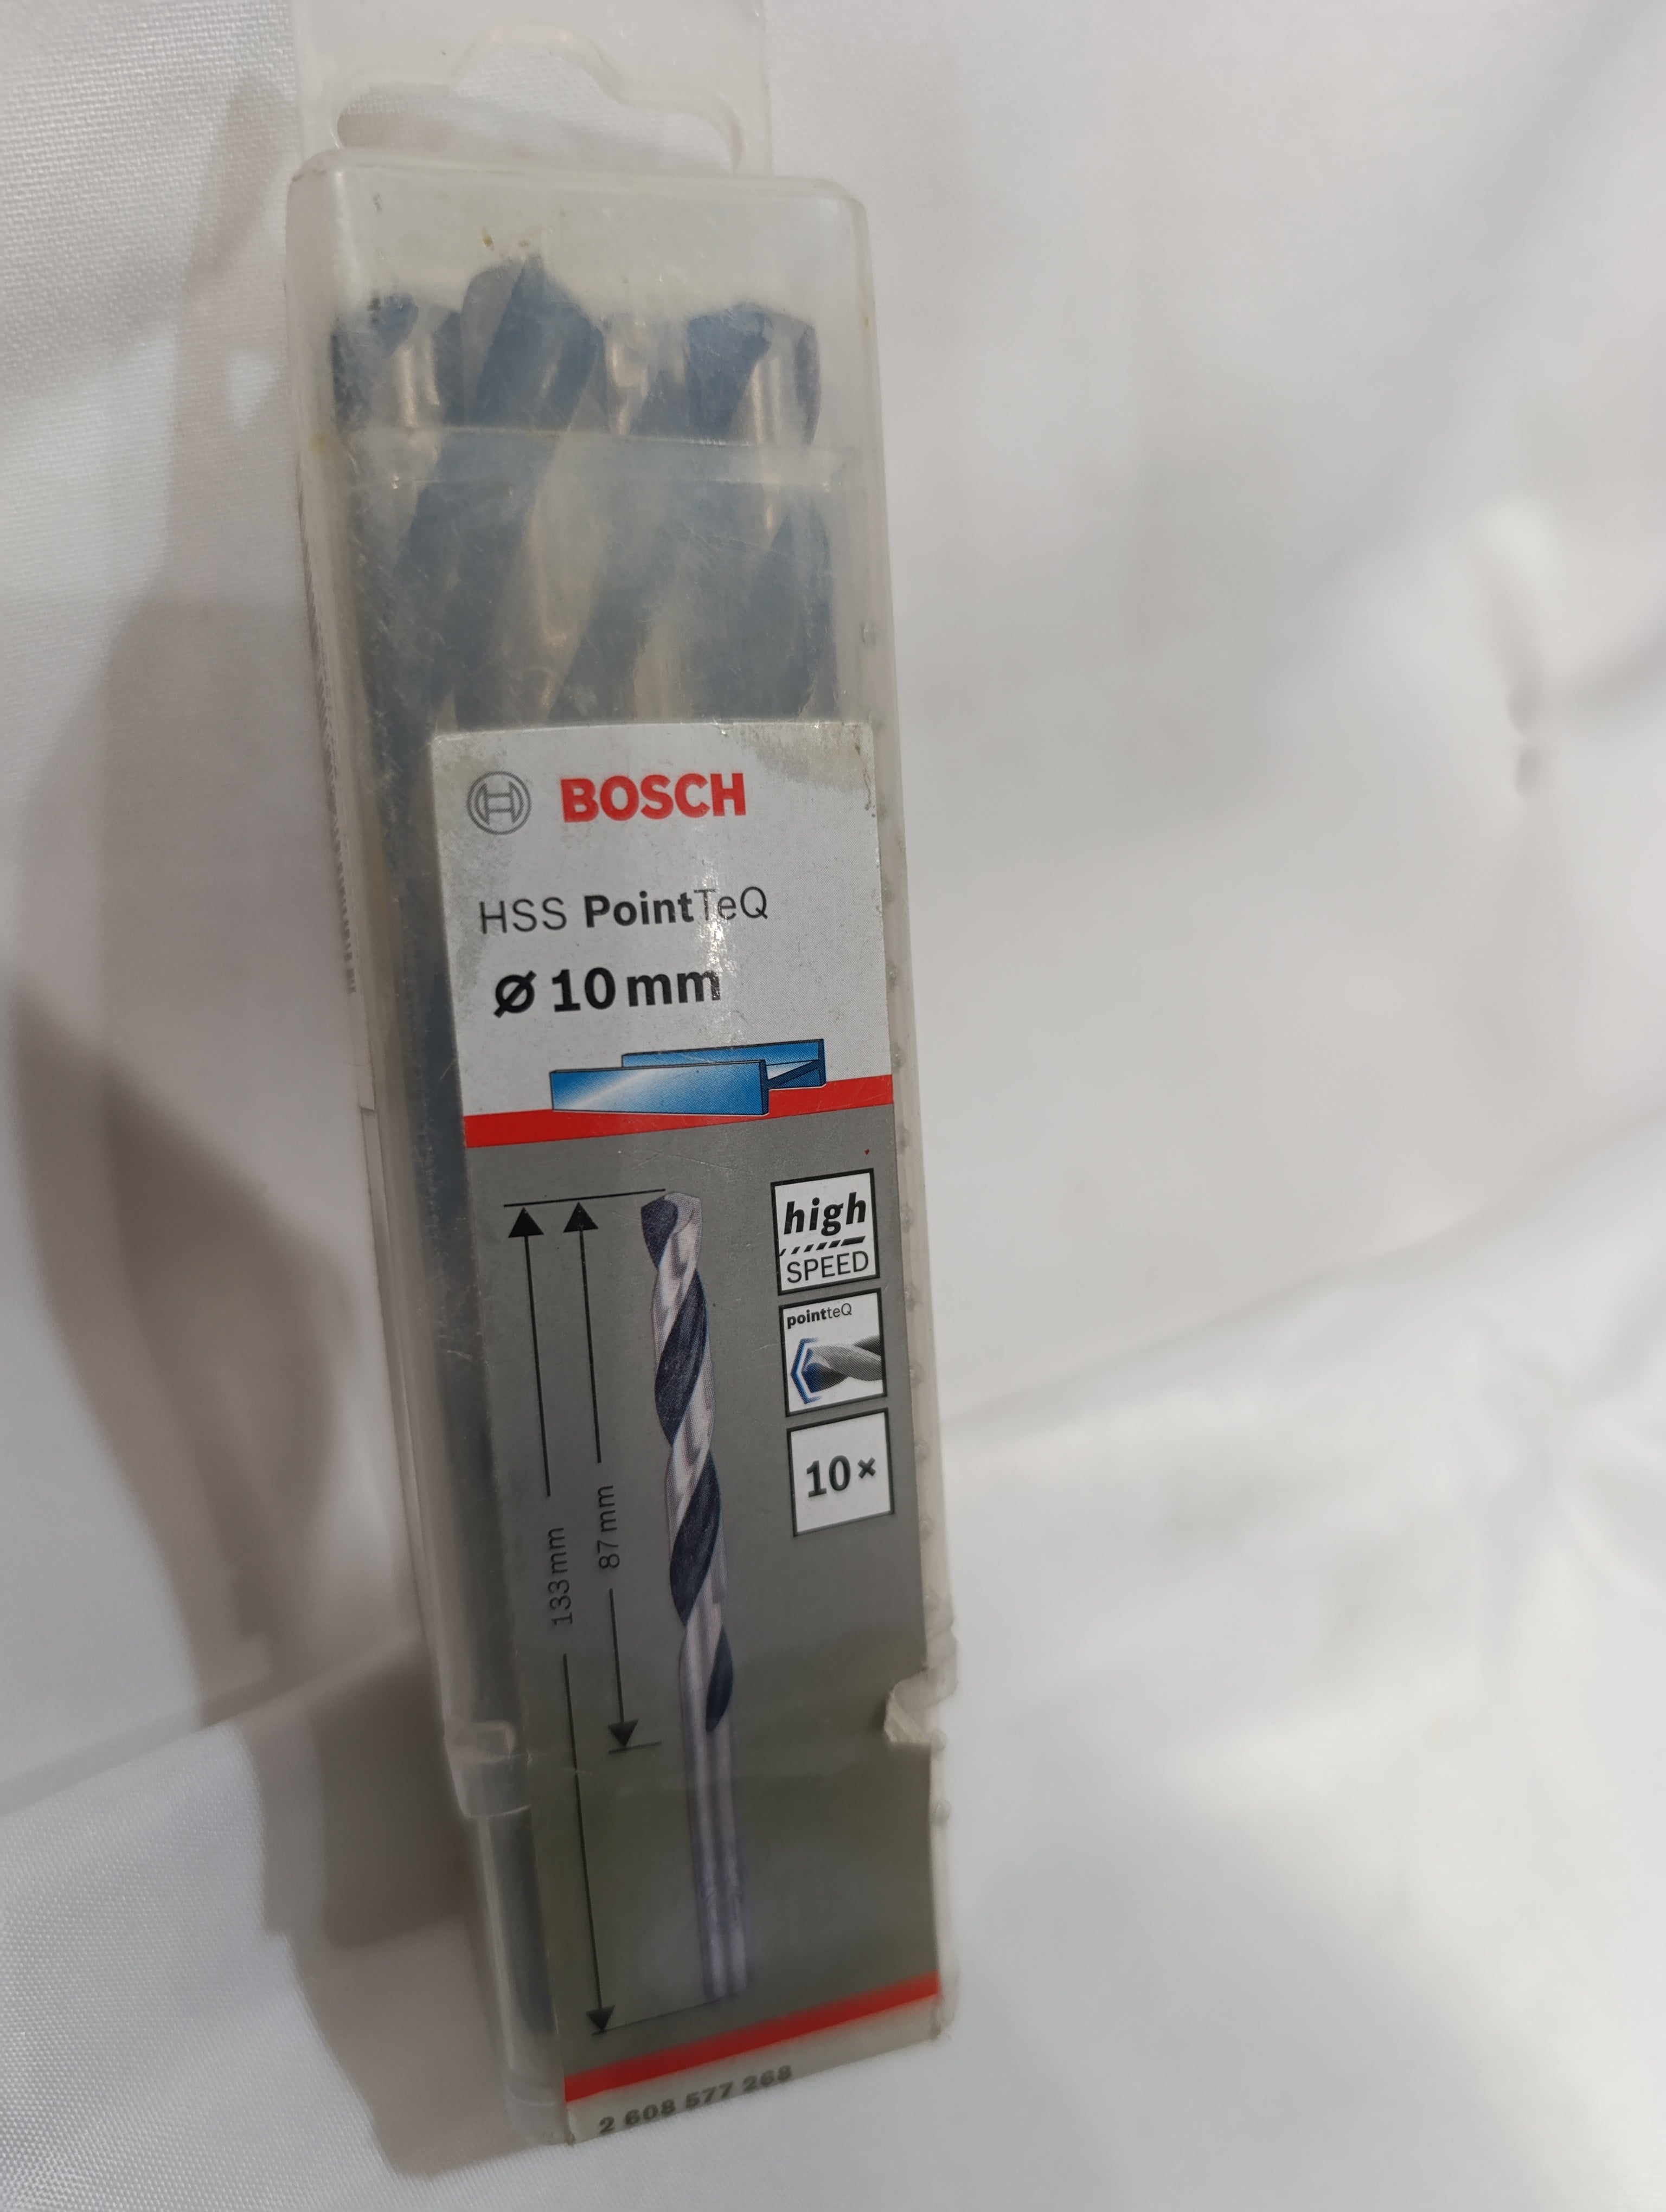 BOSCH
HSS PointTeQ
Ø 10 mm
high
SPEED
pointteQ
10×
133 mm
87 mm
2 608 577 268